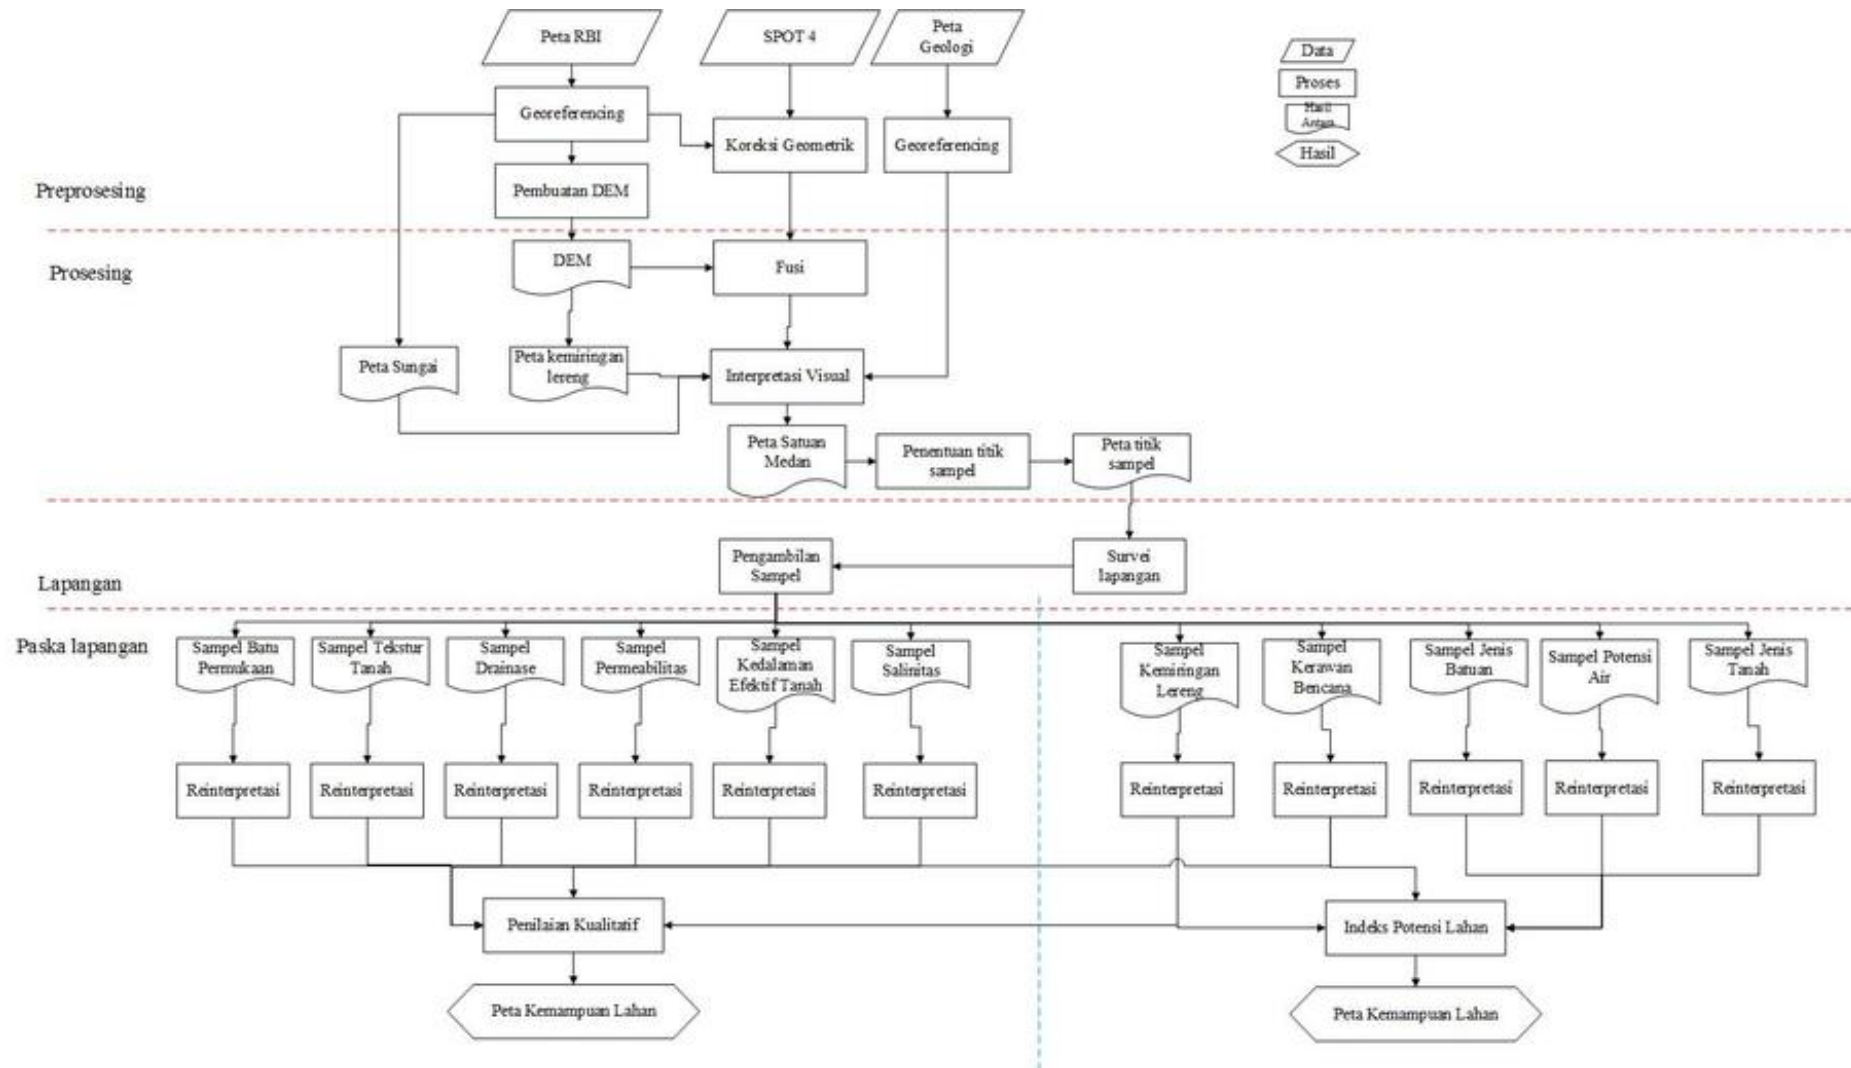 Peta RBI
SPOT 4
Peta
Geologi
Data
Proses
Hasil
Antara
Hasil
Georeferencing
Koreksi Geometrik
Georeferencing
Pembuatan DEM
Preprosesing
Prosesing
DEM
Fusi
Peta Sungai
Peta kemiringan
lereng
Interpretasi Visual
Peta Satuan
Medan
Penentuan titik
sampel
Peta titik
sampel
Pengambilan
Sampel
Survei
lapangan
Lapangan
Paska lapangan
Sampel Batu
Permukaan
Sampel Tekstur
Tanah
Sampel
Drainase
Sampel
Permeabilitas
Sampel
Kedalaman
Efektif Tanah
Sampel
Salinitas
Sampel
Kemiringan
Lereng
Sampel
Kerawan
Bencana
Sampel Jenis
Batuan
Sampel Potensi
Air
Sampel Jenis
Tanah
Reinterpretasi
Reinterpretasi
Reinterpretasi
Reinterpretasi
Reinterpretasi
Reinterpretasi
Reinterpretasi
Reinterpretasi
Reinterpretasi
Reinterpretasi
Reinterpretasi
Penilaian Kualitatif
Indeks Potensi Lahan
Peta Kemampuan Lahan
Peta Kemampuan Lahan